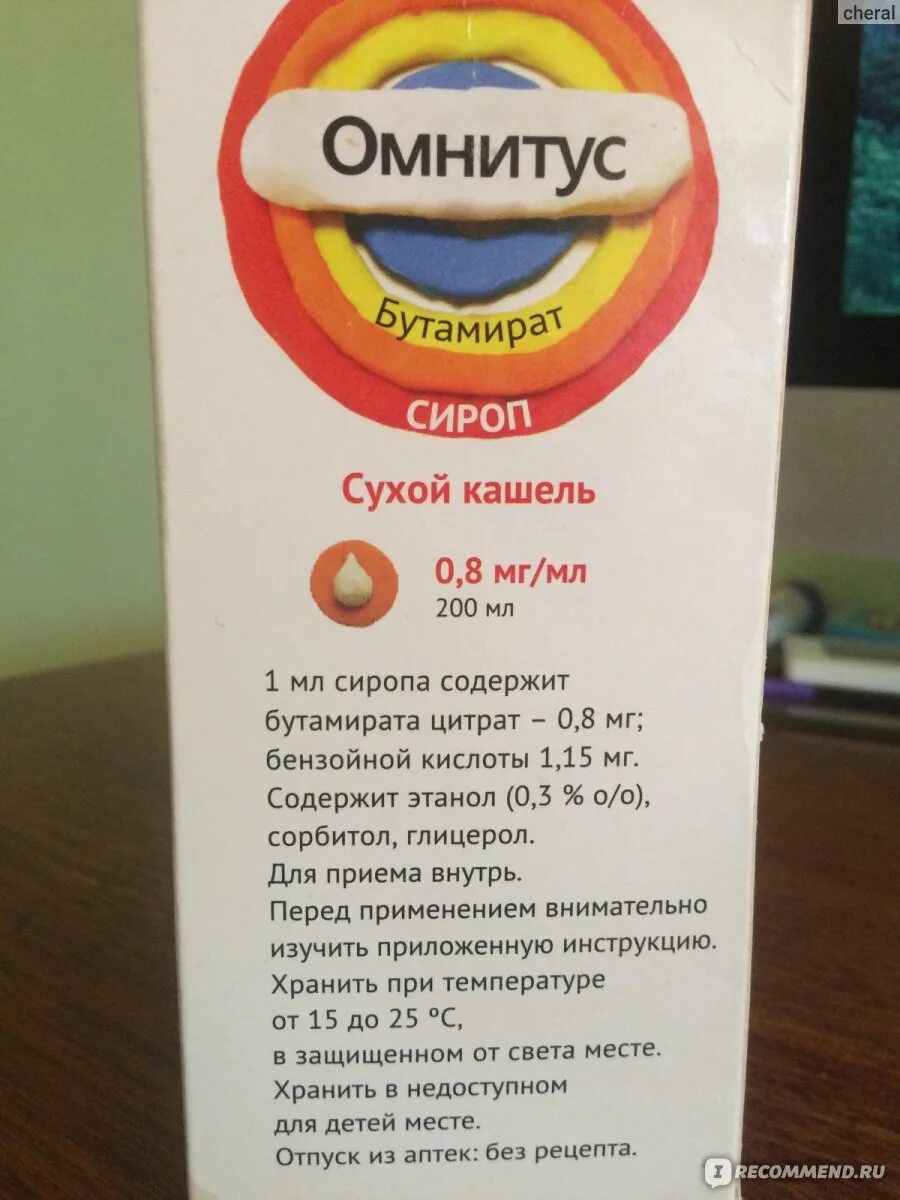 cheral
Омнитус
Бутамират
СИРОП
Сухой кашель
0,8 мг/мл
200 мл
1 мл сиропа содержит
бутамирата цитрат – 0,8 мг;
бензойной кислоты 1,15 мг.
Содержит этанол (0,3 % о/о),
сорбитол, глицерол.
Для приема внутрь.
Перед применением внимательно
изучить приложенную инструкцию.
Хранить при температуре
от 15 до 25 ºС,
в защищенном от света месте.
Хранить в недоступном
для детей месте.
Отпуск из аптек: без рецепта.
IRECOMMEND.RU